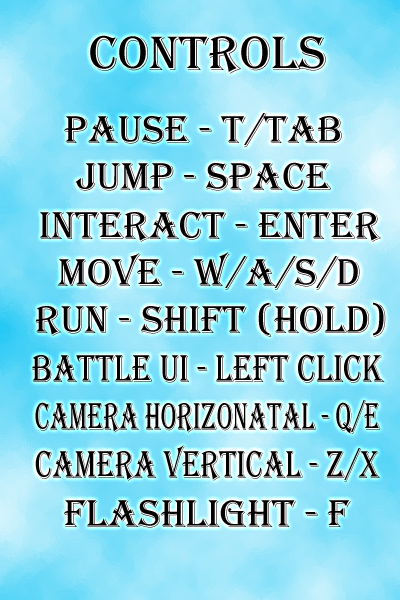 CONTROLS
PAUSE - T/TAB
JUMP - SPACE
INTERACT - ENTER
MOVE - W/A/S/D
RUN - SHIFT (HOLD)
BATTLE UI - LEFT CLICK
CAMERA HORIZONATAL - Q/E
CAMERA VERTICAL - Z/X
FLASHLIGHT - F